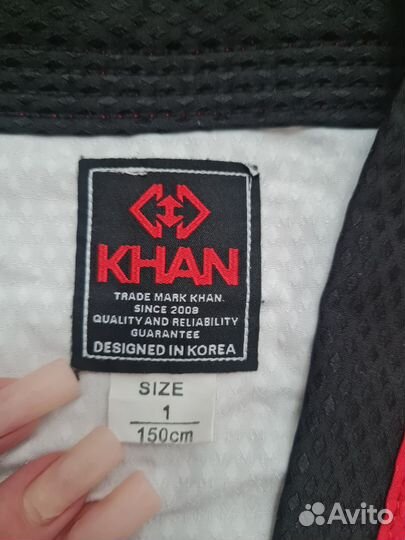 KHAN
TRADE MARK KHAN.
SINCE 2008
QUALITY AND RELIABILITY
GUARANTEE
DESIGNED IN KOREA
SIZE
1
150cm
Avito